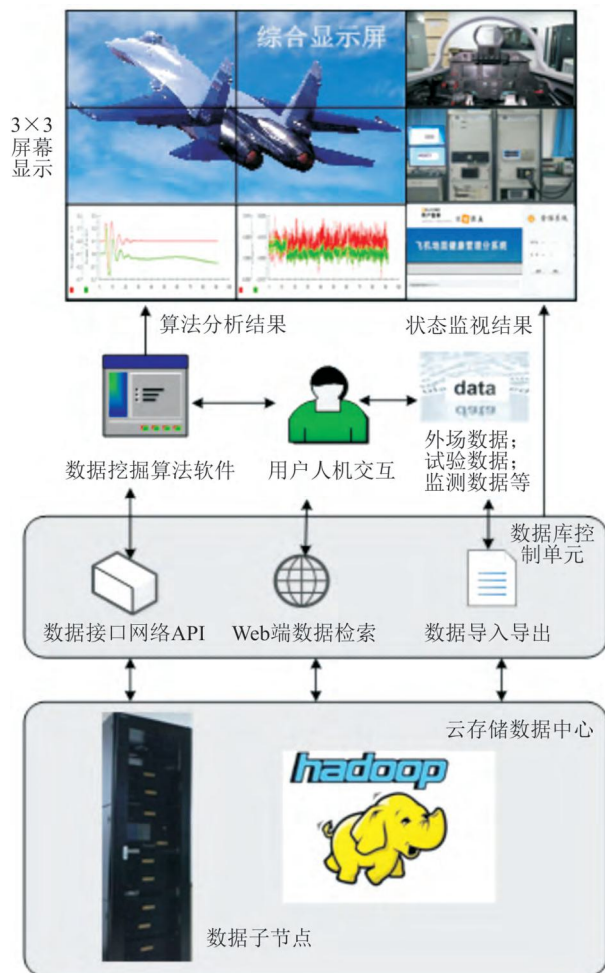 综合显示屏
3×3
屏幕
显示
飞机地面健康管理分系统
算法分析结果
状态监视结果
data
数据挖掘算法软件
用户人机交互
外场数据;
试验数据;
监测数据等
数据库控
制单元
数据接口网络API
Web端数据检索
数据导入导出
云存储数据中心
hadoop
数据子节点